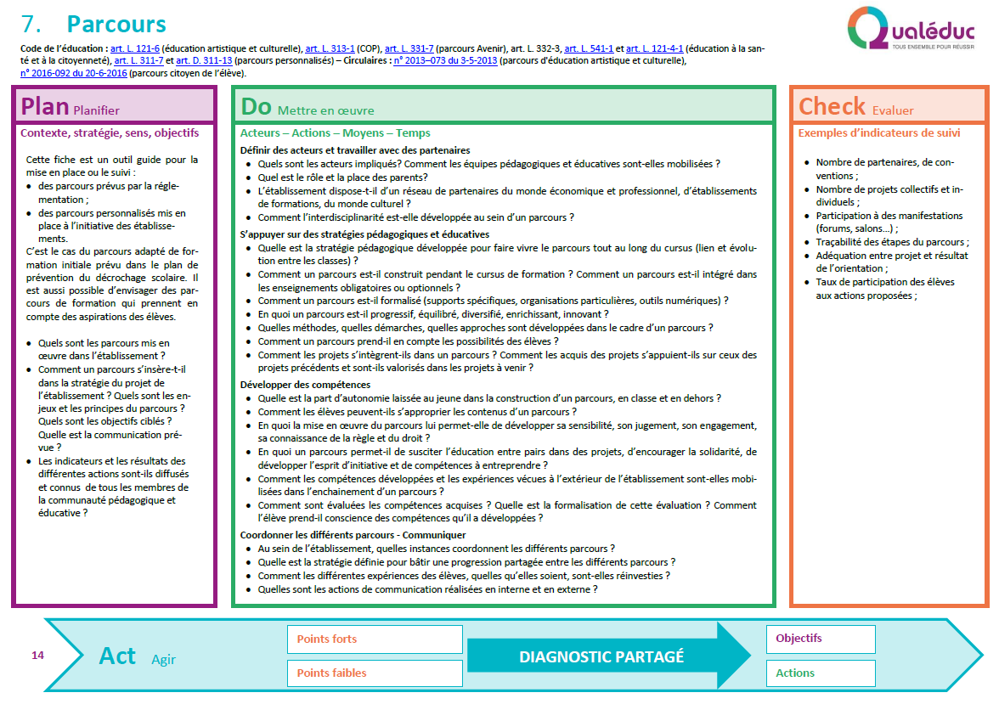 7. Parcours
Qualéduc
TOUS ENSEMBLE POUR RÉUSSIR
Code de l'éducation : art. L. 121-6 (éducation artistique et culturelle), art. L. 313-1 (COP), art. L. 331-7 (parcours Avenir), art. L. 332-3, art. L. 541-1 et art. L. 121-4-1 (éducation à la san-
té et à la citoyenneté), art. L. 311-7 et art. D. 311-13 (parcours personnalisés) – Circulaires : n° 2013–073 du 3-5-2013 (parcours d'éducation artistique et culturelle),
n° 2016-092 du 20-6-2016 (parcours citoyen de l'élève).
Plan Planifier
Contexte, stratégie, sens, objectifs
Cette fiche est un outil guide pour la
mise en place ou le suivi :
• des parcours prévus par la régle-
mentation ;
• des parcours personnalisés mis en
place à l'initiative des établisse-
ments.
C'est le cas du parcours adapté de for-
mation initiale prévu dans le plan de
prévention du décrochage scolaire. Il
est aussi possible d'envisager des par-
cours de formation qui prennent en
compte des aspirations des élèves.
• Quels sont les parcours mis en
œuvre dans l'établissement ?
• Comment un parcours s'insère-t-il
dans la stratégie du projet de
l'établissement ? Quels sont les en-
jeux et les principes du parcours ?
Quels sont les objectifs ciblés ?
Quelle est la communication pré-
vue ?
• Les indicateurs et les résultats des
différentes actions sont-ils diffusés
et connus de tous les membres de
la communauté pédagogique et
éducative ?
Do Mettre en œuvre
Acteurs – Actions – Moyens – Temps
Définir des acteurs et travailler avec des partenaires
• Quels sont les acteurs impliqués? Comment les équipes pédagogiques et éducatives sont-elles mobilisées ?
• Quel est le rôle et la place des parents?
• L'établissement dispose-t-il d'un réseau de partenaires du monde économique et professionnel, d'établissements
de formations, du monde culturel ?
• Comment l'interdisciplinarité est-elle développée au sein d'un parcours ?
S'appuyer sur des stratégies pédagogiques et éducatives
• Quelle est la stratégie pédagogique développée pour faire vivre le parcours tout au long du cursus (lien et évolu-
tion entre les classes) ?
• Comment un parcours est-il construit pendant le cursus de formation ? Comment un parcours est-il intégré dans
les enseignements obligatoires ou optionnels ?
• Comment un parcours est-il formalisé (supports spécifiques, organisations particulières, outils numériques) ?
• En quoi un parcours est-il progressif, équilibré, diversifié, enrichissant, innovant ?
• Quelles méthodes, quelles démarches, quelles approches sont développées dans le cadre d'un parcours ?
• Comment un parcours prend-il en compte les possibilités des élèves ?
• Comment les projets s'intègrent-ils dans un parcours ? Comment les acquis des projets s'appuient-ils sur ceux des
projets précédents et sont-ils valorisés dans les projets à venir ?
Développer des compétences
• Quelle est la part d'autonomie laissée au jeune dans la construction d'un parcours, en classe et en dehors ?
• Comment les élèves peuvent-ils s'approprier les contenus d'un parcours ?
• En quoi la mise en œuvre du parcours lui permet-elle de développer sa sensibilité, son jugement, son engagement,
sa connaissance de la règle et du droit ?
• En quoi un parcours permet-il de susciter l'éducation entre pairs dans des projets, d'encourager la solidarité, de
développer l'esprit d'initiative et de compétences à entreprendre ?
• Comment les compétences développées et les expériences vécues à l'extérieur de l'établissement sont-elles mobi-
lisées dans l'enchainement d'un parcours ?
• Comment sont évaluées les compétences acquises ? Quelle est la formalisation de cette évaluation ? Comment
l'élève prend-il conscience des compétences qu'il a développées ?
Coordonner les différents parcours - Communiquer
• Au sein de l'établissement, quelles instances coordonnent les différents parcours ?
• Quelle est la stratégie définie pour bâtir une progression partagée entre les différents parcours ?
• Comment les différentes expériences des élèves, quelles qu'elles soient, sont-elles réinvesties ?
• Quelles sont les actions de communication réalisées en interne et en externe ?
Check Evaluer
Exemples d'indicateurs de suivi
• Nombre de partenaires, de con-
ventions ;
• Nombre de projets collectifs et in-
dividuels ;
• Participation à des manifestations
(forums, salons…) ;
• Traçabilité des étapes du parcours ;
• Adéquation entre projet et résultat
de l'orientation ;
• Taux de participation des élèves
aux actions proposées ;
14
Act Agir
Points forts
Points faibles
DIAGNOSTIC PARTAGÉ
Objectifs
Actions